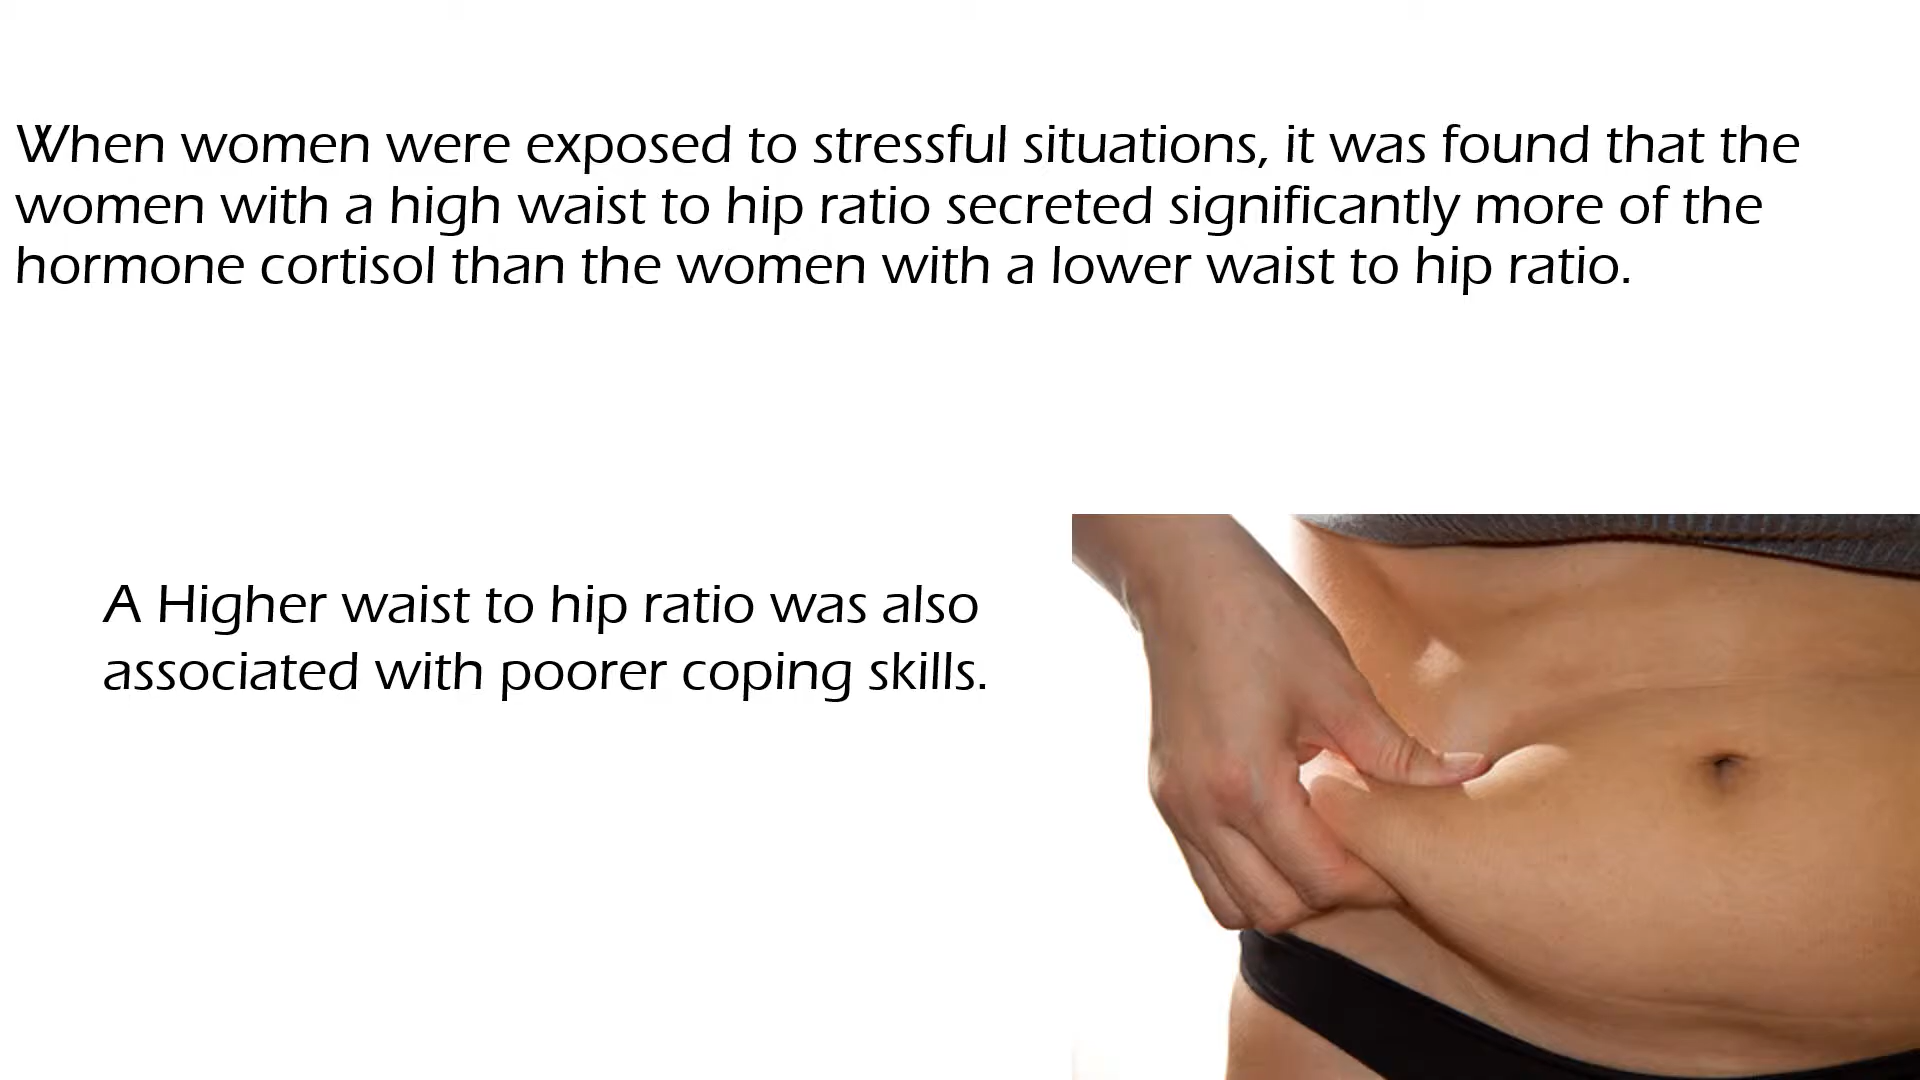 When women were exposed to stressful situations, it was found that the
women with a high waist to hip ratio secreted significantly more of the
hormone cortisol than the women with a lower waist to hip ratio.
A Higher waist to hip ratio was also
associated with poorer coping skills.